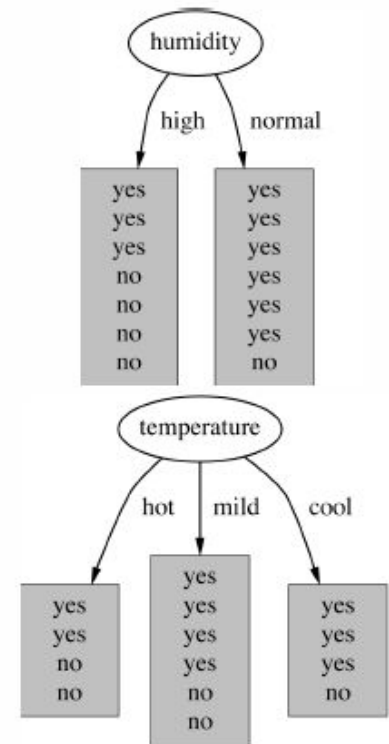 humidity
high normal
yes yes
yes yes
yes yes
no yes
no yes
no yes
no no
temperature
hot mild cool
yes
yes yes yes
yes yes yes
no yes yes
no no no
no